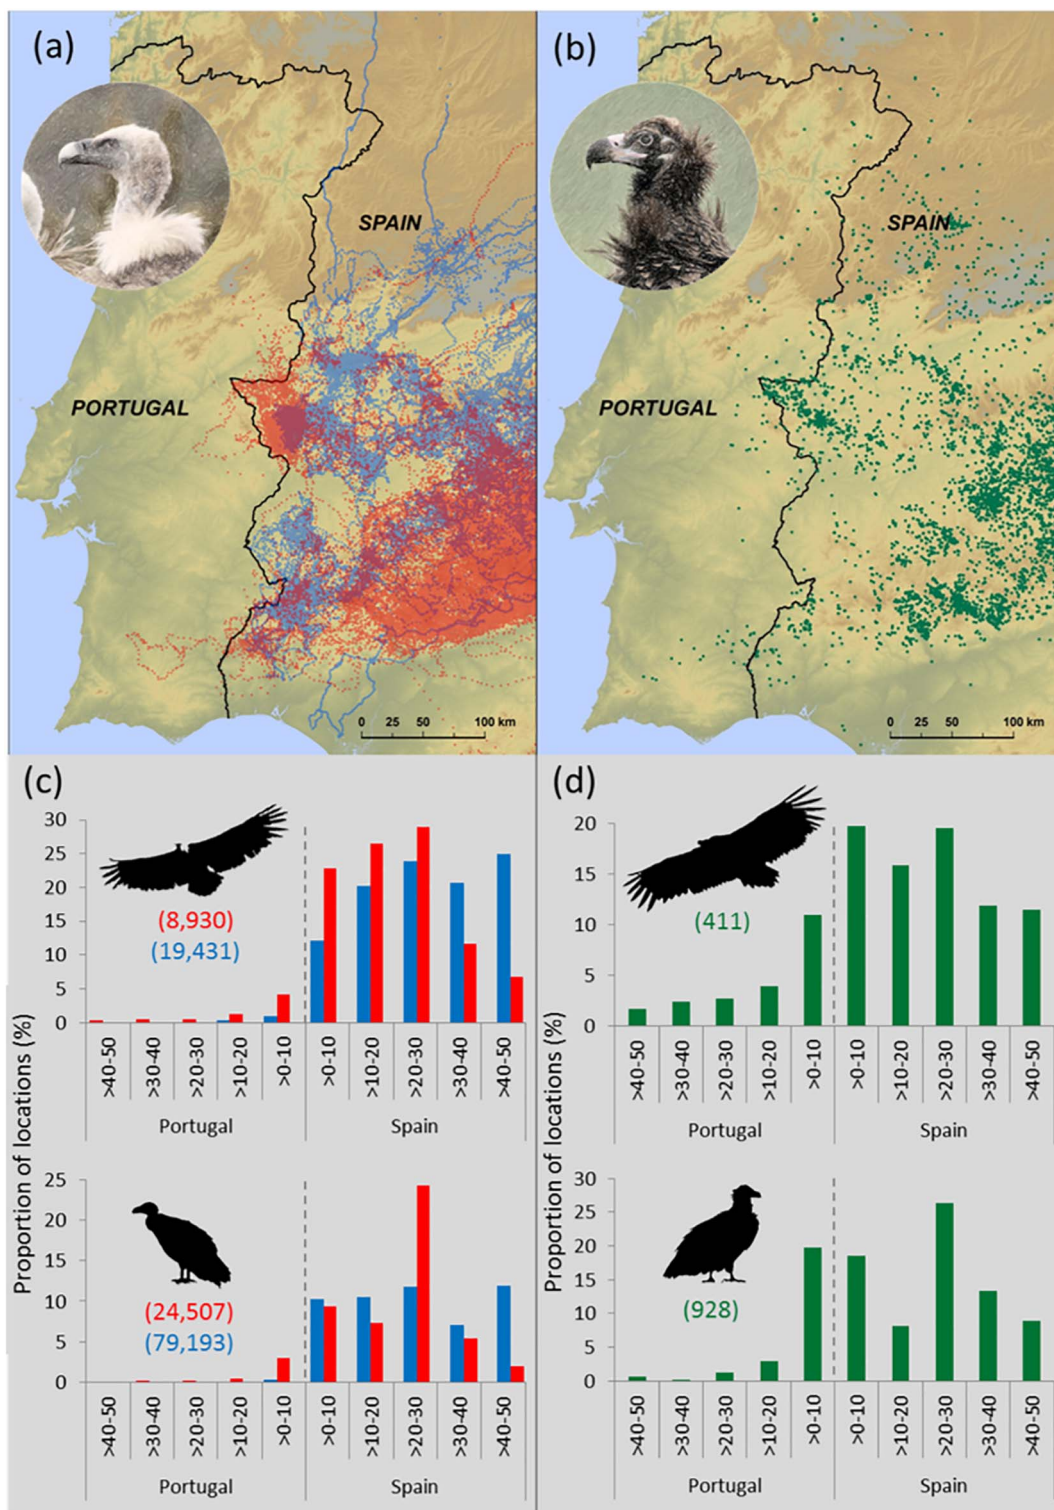 (a)
(b)
SPAIN
SPAIN
PORTUGAL
PORTUGAL
0 25 50 100 km
0 25 50 100 km
(c)
(d)
Proportion of locations (%)
30
25
20
15
10
5
0
(8,930)
(19,431)
>40-50 >30-40 >20-30 >10-20 >0-10 >0-10 >10-20 >20-30 >30-40 >40-50
Portugal Spain
25
20
15
10
5
0
(24,507)
(79,193)
>40-50 >30-40 >20-30 >10-20 >0-10 >0-10 >10-20 >20-30 >30-40 >40-50
Portugal Spain
Proportion of locations (%)
20
15
10
5
0
(411)
>40-50 >30-40 >20-30 >10-20 >0-10 >0-10 >10-20 >20-30 >30-40 >40-50
Portugal Spain
30
25
20
15
10
5
0
(928)
>40-50 >30-40 >20-30 >10-20 >0-10 >0-10 >10-20 >20-30 >30-40 >40-50
Portugal Spain